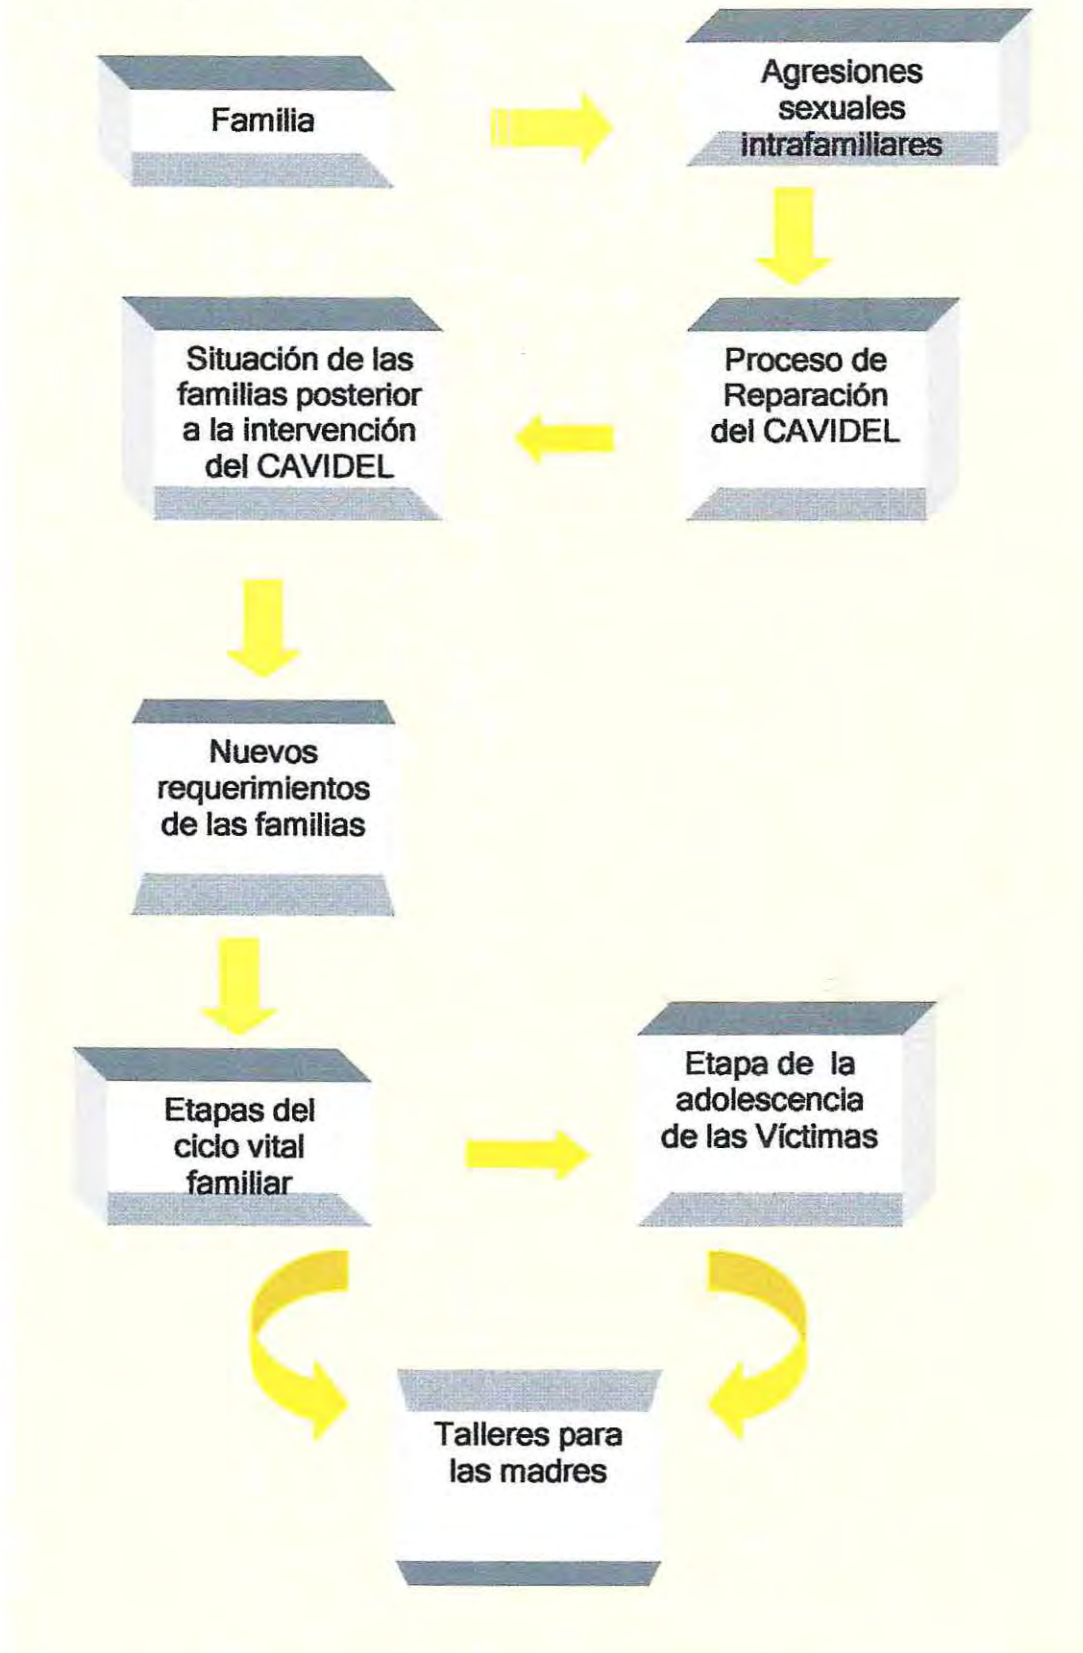 Familia
Agresiones
sexuales
intrafamiliares
Proceso de
Reparación
del CAVIDEL
Situación de las
familias posterior
a la intervención
del CAVIDEL
Nuevos
requerimientos
de las familias
Etapas del
ciclo vital
familiar
Etapa de la
adolescencia
de las Víctimas
Talleres para
las madres